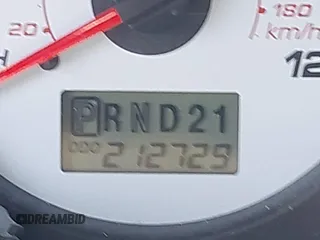 20
180
km/h
H
12
PRND21
ODO 212729
DREAMBID